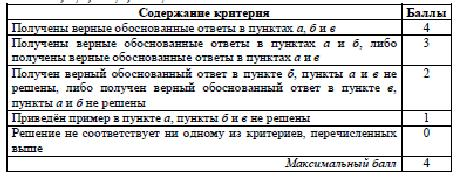 Содержание критерия Баллы
Получены верные обоснованные ответы в пунктах а, б и в 4
Получены верные обоснованные ответы в пунктах а и б, либо 3
получены верные обоснованные ответы в пунктах а и в
Получен верный обоснованный ответ в пункте б, пункты а и в не 2
решены, либо получен верный обоснованный ответ в пункте в,
пункты а и б не решены
Приведён пример в пункте а, пункты б и в не решены 1
Решение не соответствует ни одному из критериев, перечисленных 0
выше
Максимальный балл 4